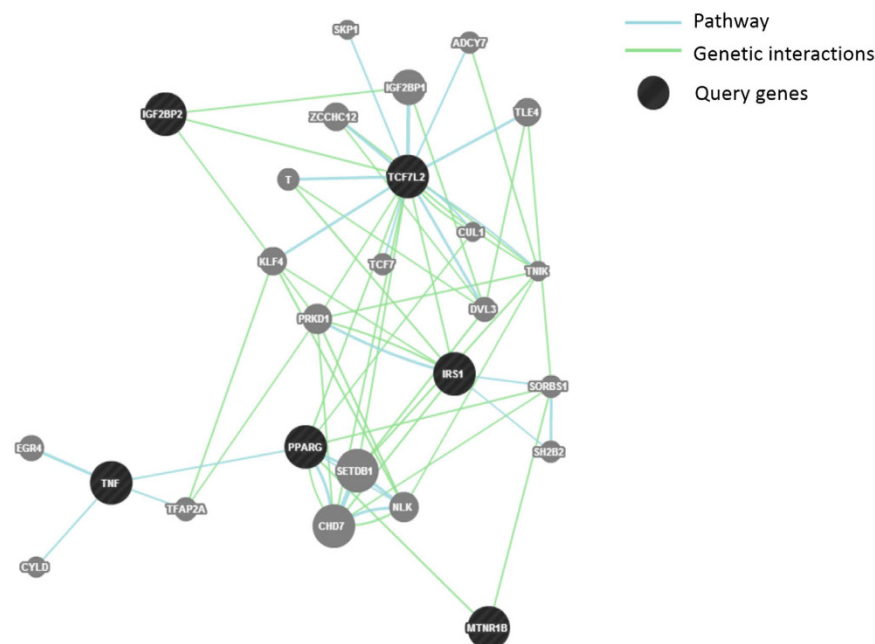 SKP1
ADCY7
Pathway
Genetic interactions
Query genes
IGF2BP1
IGF2BP2
ZCCHC12
TLE4
TCF7L2
T
CUL1
KLF4
TCF7
TNIK
DVL3
PRKD1
IRS1
SORBS1
EGR4
PPARG
SH2B2
SETDB1
TNF
TFAP2A
NLK
CHD7
CYLD
MTNR1B